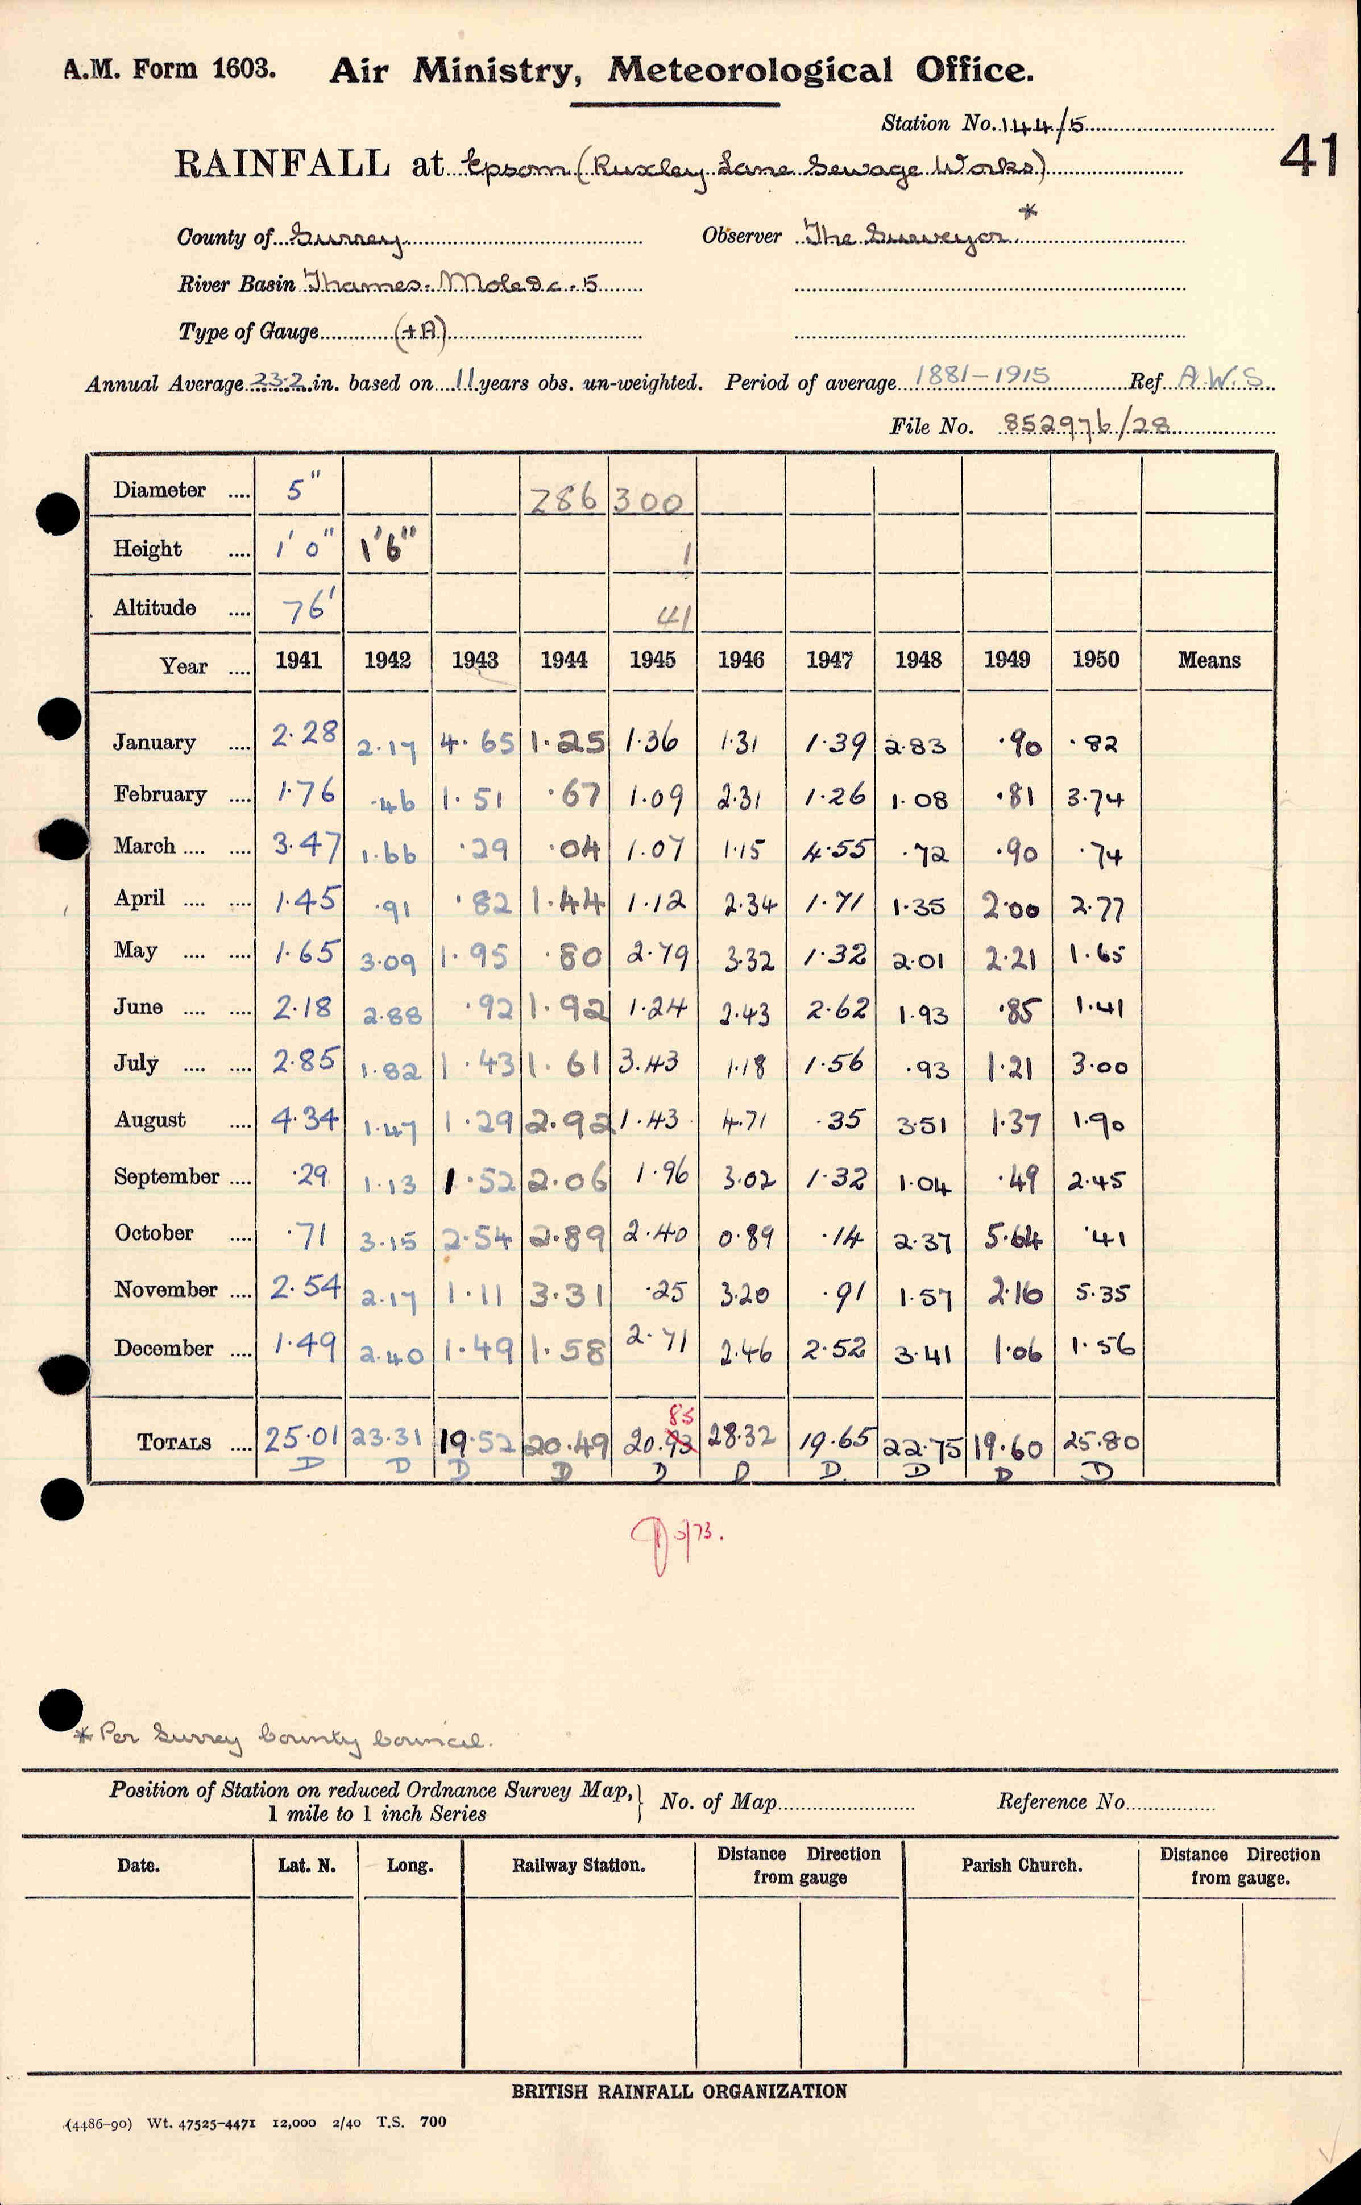 A.M. Form 1603. Air Ministry, Meteorological Office.
Station No. 144/5
41
RAINFALL at Epsom (Ruxley Lane Sewage Works)
County of Surrey Observer The Surveyor *
River Basin Thames. Mole &c. 5
Type of Gauge (+A)
Annual Average 23.2 in. based on 11 years obs. un-weighted. Period of average 1881-1915 Ref A.W.S.
File No. 852976/28
Diameter .... 5" 286 300
Height .... 1' 0" 1'6" 1
Altitude .... 76' 41
Year .... 1941 1942 1943 1944 1945 1946 1947 1948 1949 1950 Means
January .... 2.28 2.17 4.65 1.25 1.36 1.31 1.39 2.83 .90 .82
February .... 1.76 .46 1.51 .67 1.09 2.31 1.26 1.08 .81 3.74
March .... .... 3.47 1.66 .29 .04 1.07 1.15 4.55 .72 .90 .74
April .... .... 1.45 .91 .82 1.44 1.12 2.34 1.71 1.35 2.00 2.77
May .... .... 1.65 3.09 1.95 .80 2.79 3.32 1.32 2.01 2.21 1.65
June .... .... 2.18 2.88 .92 1.92 1.24 2.43 2.62 1.93 .85 1.41
July .... .... 2.85 1.82 1.43 1.61 3.43 1.18 1.56 .93 1.21 3.00
August .... 4.34 1.47 1.29 2.92 1.43 4.71 .35 3.51 1.37 1.90
September .... .29 1.13 1.52 2.06 1.96 3.02 1.32 1.04 .49 2.45
October .... .71 3.15 2.54 2.89 2.40 0.89 .14 2.37 5.64 .41
November .... 2.54 2.17 1.11 3.31 .25 3.20 .91 1.57 2.16 5.35
December .... 1.49 2.40 1.49 1.58 2.71 2.46 2.52 3.41 1.06 1.56
85
TOTALS .... 25.01 23.31 19.52 20.49 20.93 28.32 19.65 22.75 19.60 25.80
D D D D D D D D D D
* Per Surrey County Council.
Position of Station on reduced Ordnance Survey Map, } No. of Map Reference No.
1 mile to 1 inch Series
Date. Lat. N. Long. Railway Station. Distance from gauge Direction Parish Church. Distance from gauge. Direction
BRITISH RAINFALL ORGANIZATION
(4486-90) Wt. 47525-4471 12,000 2/40 T.S. 700